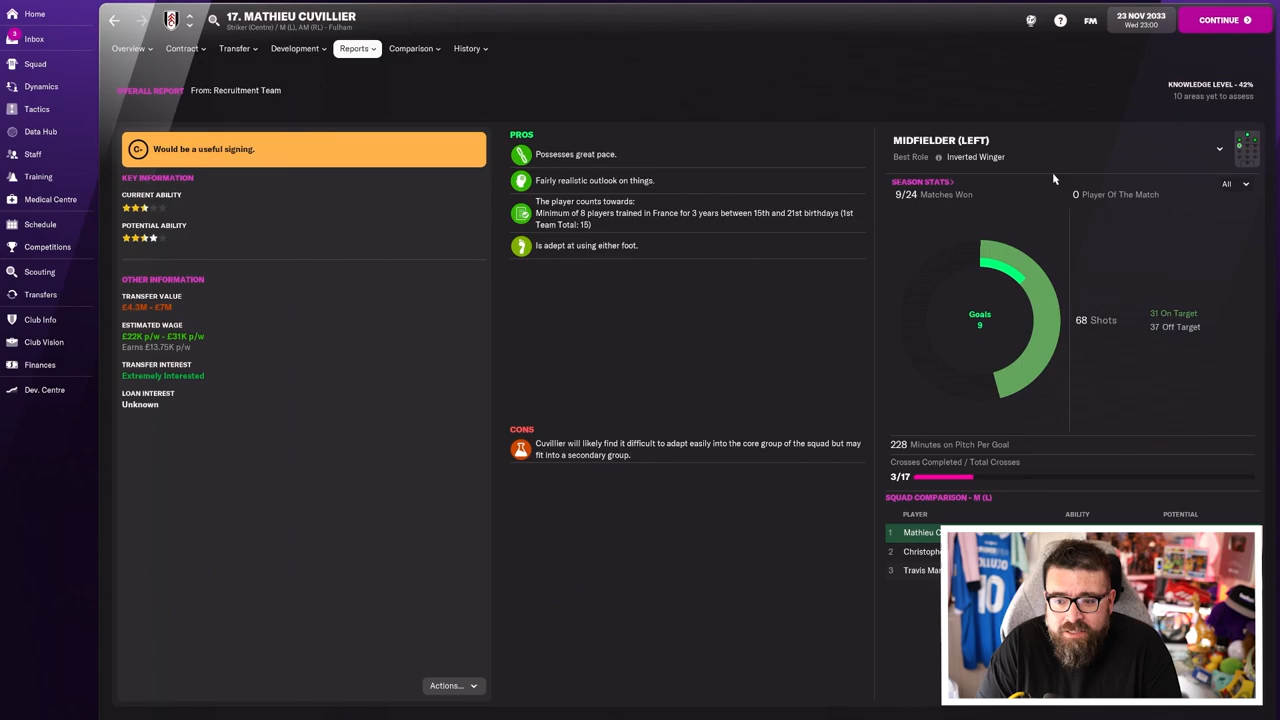 Home
3
Inbox
Squad
Dynamics
Tactics
Data Hub
Staff
Training
Medical Centre
Schedule
Competitions
Scouting
Transfers
Club Info
Club Vision
Finances
Dev. Centre
17. MATHIEU CUVILLIER
Striker (Centre) / M (L), AM (RL) - Fulham
FM
23 NOV 2033
Wed 23:00
CONTINUE
Overview
Contract
Transfer
Development
Reports
Comparison
History
OVERALL REPORT
From: Recruitment Team
KNOWLEDGE LEVEL - 42%
10 areas yet to assess
C-
Would be a useful signing.
KEY INFORMATION
CURRENT ABILITY
POTENTIAL ABILITY
OTHER INFORMATION
TRANSFER VALUE
£4.3M - £7M
ESTIMATED WAGE
£22K p/w - £31K p/w
Earns £13.75K p/w
TRANSFER INTEREST
Extremely Interested
LOAN INTEREST
Unknown
Actions...
PROS
Possesses great pace.
Fairly realistic outlook on things.
The player counts towards:
Minimum of 8 players trained in France for 3 years between 15th and 21st birthdays (1st
Team Total: 15)
Is adept at using either foot.
CONS
Cuvillier will likely find it difficult to adapt easily into the core group of the squad but may
fit into a secondary group.
MIDFIELDER (LEFT)
Best Role
Inverted Winger
SEASON STATS >
All
9/24 Matches Won
0 Player Of The Match
Goals
9
68 Shots
31 On Target
37 Off Target
228 Minutes on Pitch Per Goal
Crosses Completed / Total Crosses
3/17
SQUAD COMPARISON - M (L)
PLAYER
ABILITY
POTENTIAL
1 Mathieu C
2 Christoph
3 Travis Mar
10